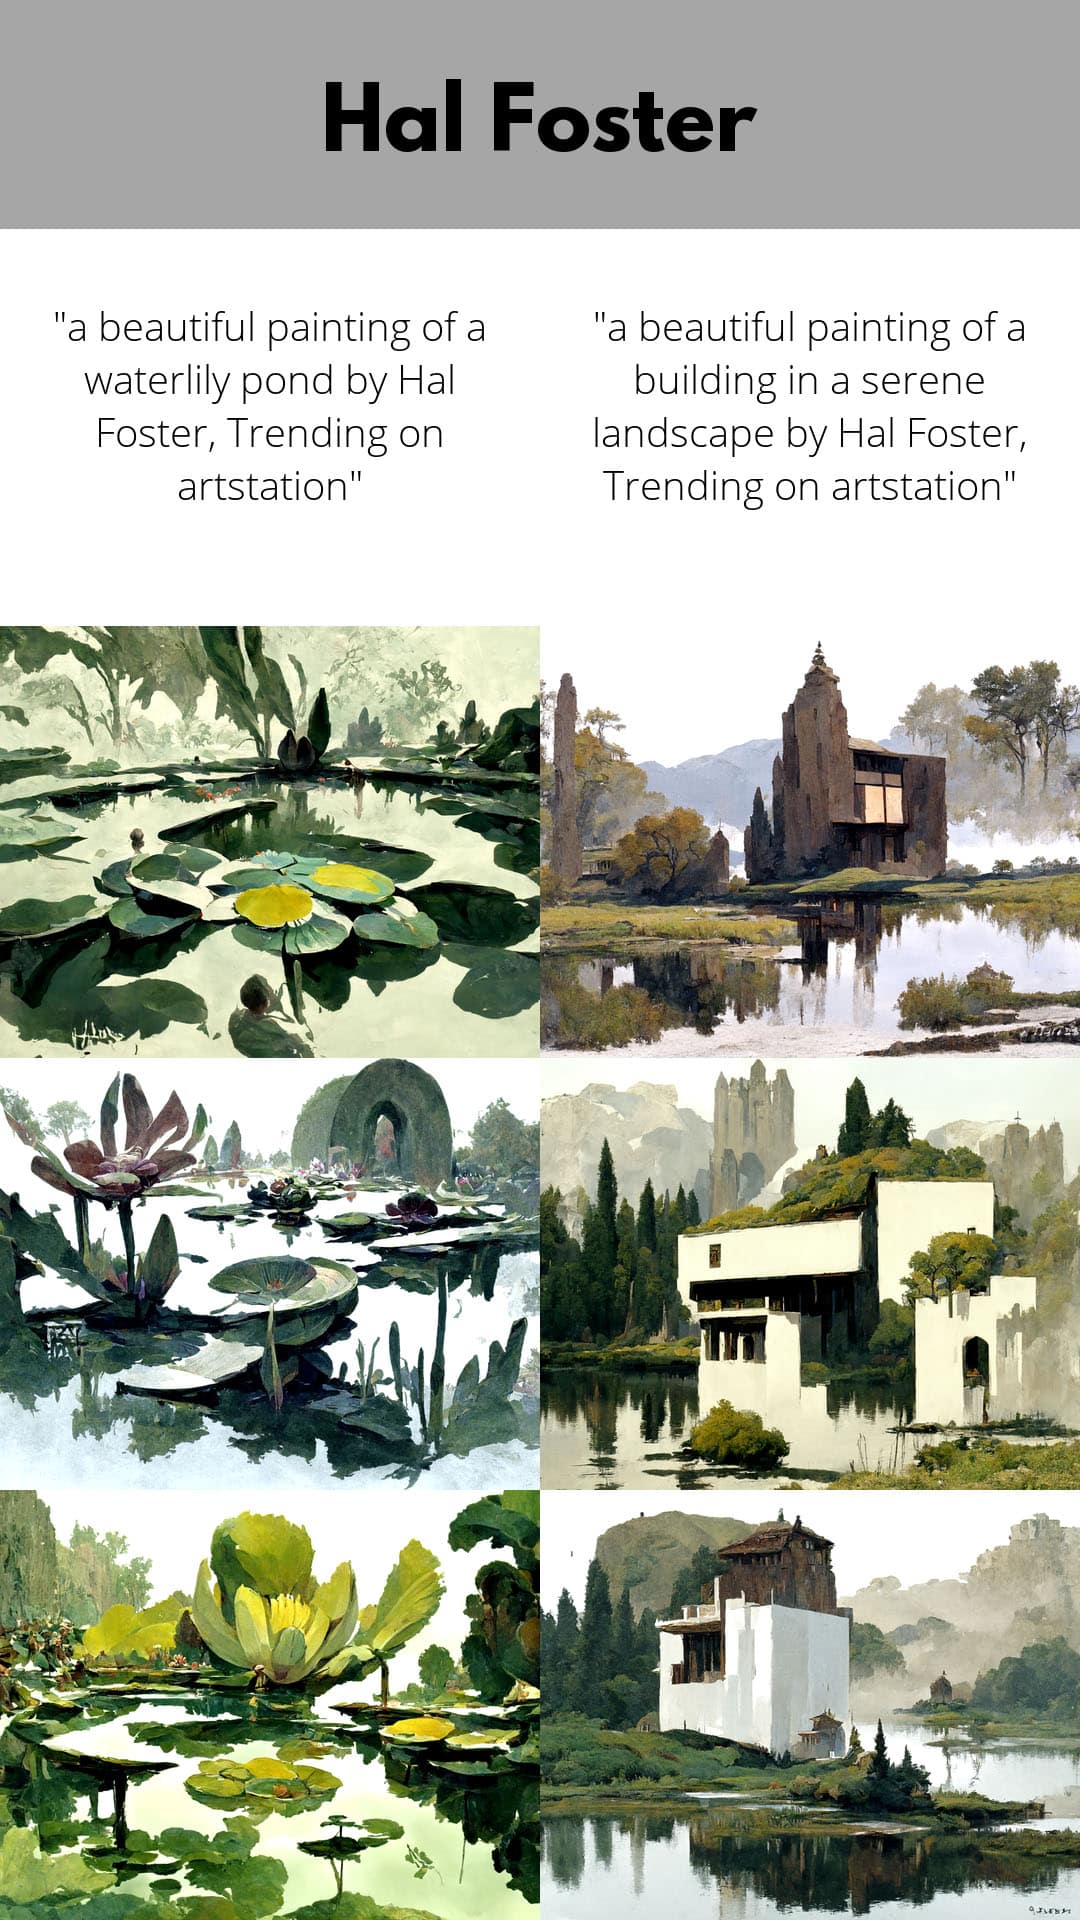 Hal Foster
"a beautiful painting of a
waterlily pond by Hal
Foster, Trending on
artstation"
"a beautiful painting of a
building in a serene
landscape by Hal Foster,
Trending on artstation"